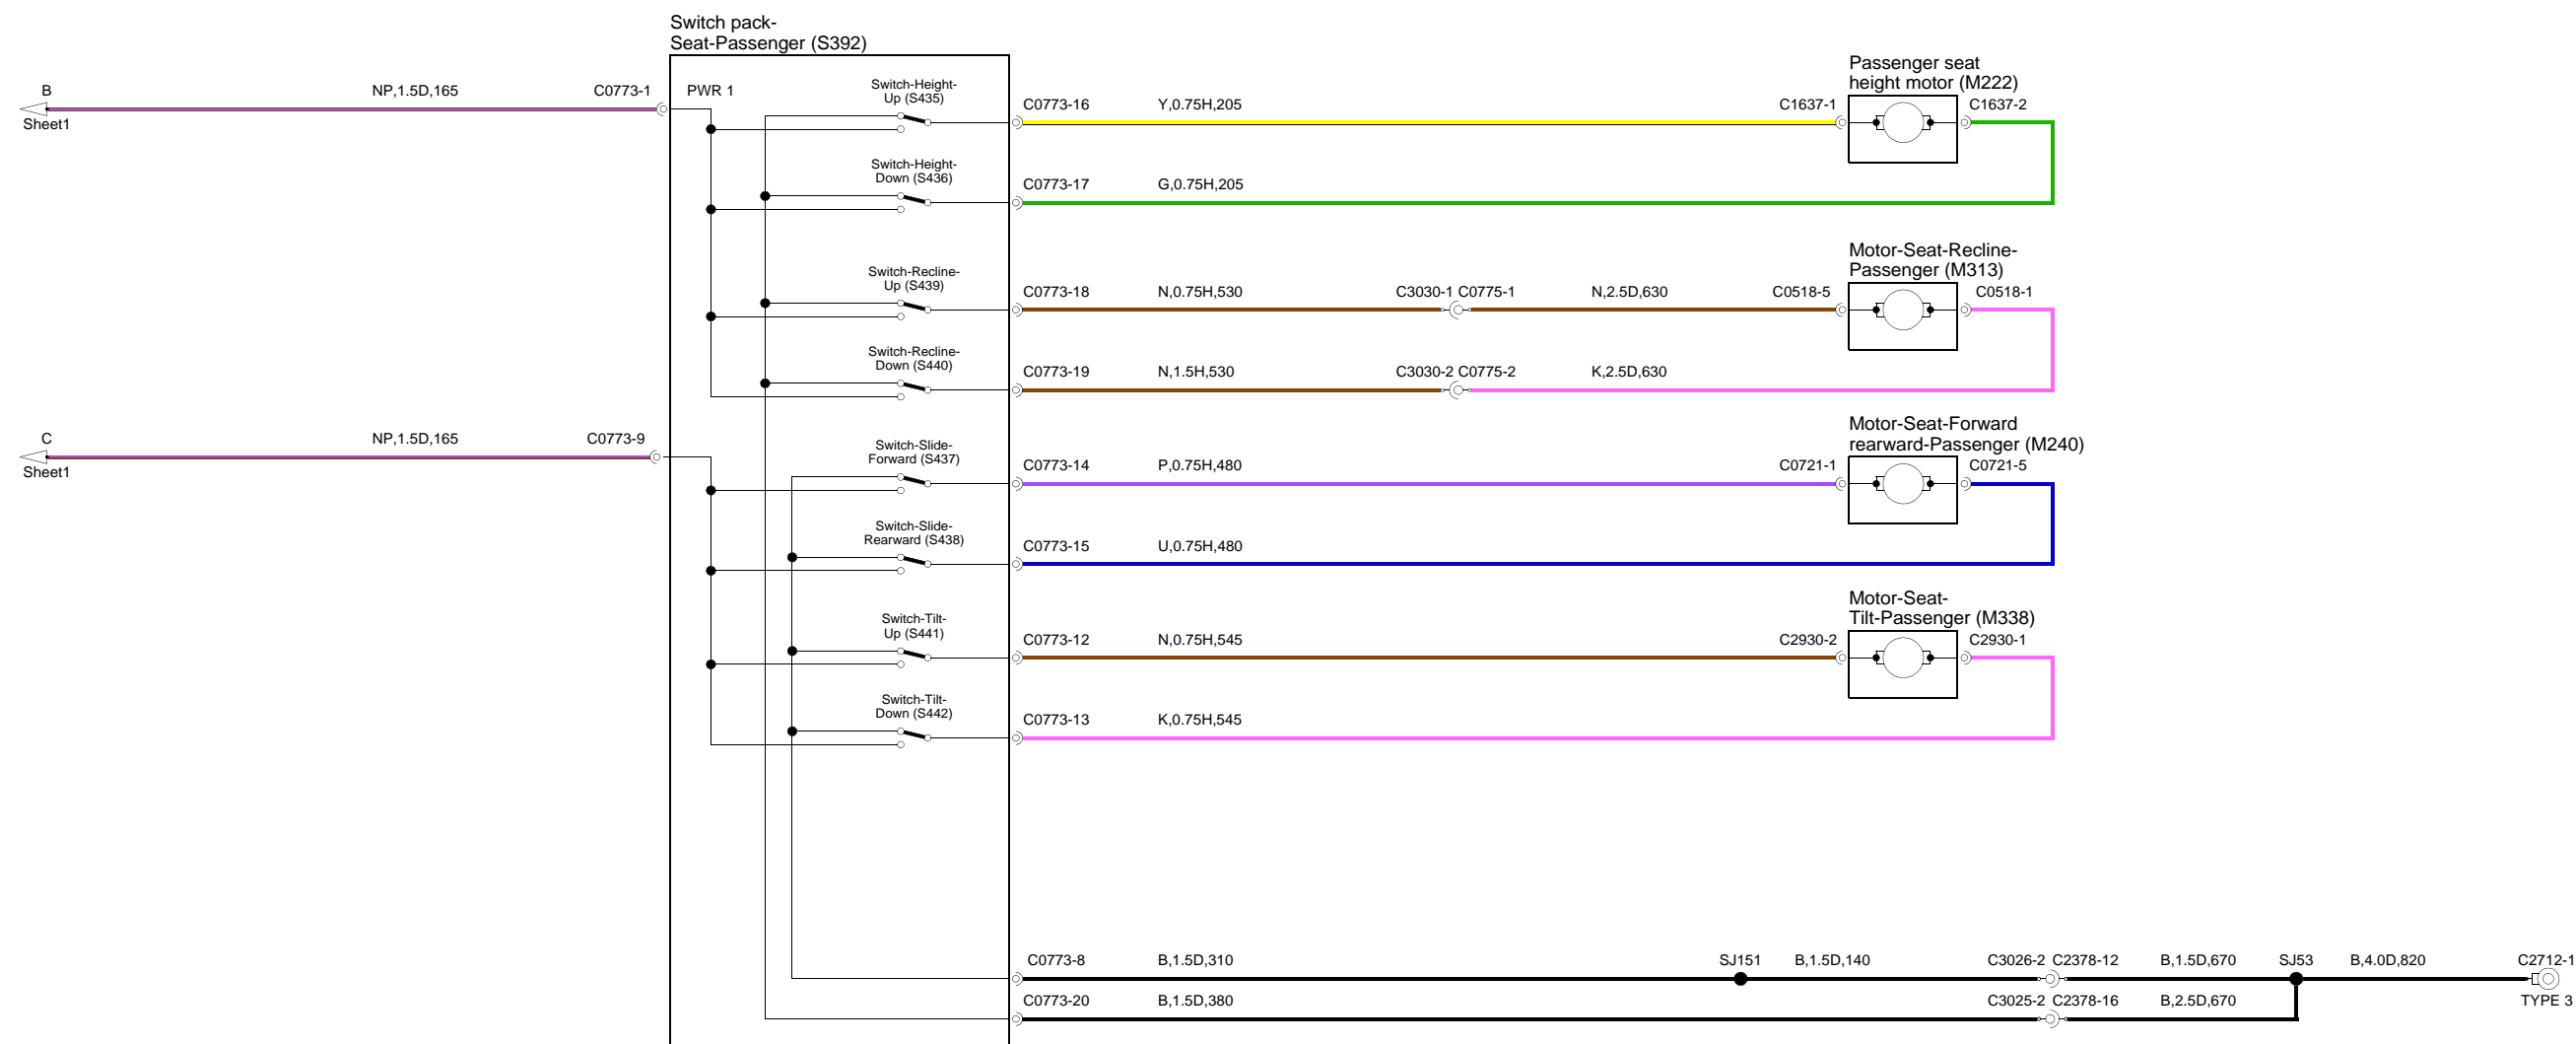 Switch pack-
Seat-Passenger (S392)
B
NP,1.5D,165
C0773-1
PWR 1
Sheet1
Switch-Height-
Up (S435)
C0773-16
Y,0.75H,205
C1637-1
Passenger seat
height motor (M222)
C1637-2
Switch-Height-
Down (S436)
C0773-17
G,0.75H,205
Switch-Recline-
Up (S439)
C0773-18
N,0.75H,530
C3030-1 C0775-1
N,2.5D,630
C0518-5
Motor-Seat-Recline-
Passenger (M313)
C0518-1
Switch-Recline-
Down (S440)
C0773-19
N,1.5H,530
C3030-2 C0775-2
K,2.5D,630
C
NP,1.5D,165
C0773-9
Sheet1
Switch-Slide-
Forward (S437)
C0773-14
P,0.75H,480
C0721-1
Motor-Seat-Forward
rearward-Passenger (M240)
C0721-5
Switch-Slide-
Rearward (S438)
C0773-15
U,0.75H,480
Switch-Tilt-
Up (S441)
C0773-12
N,0.75H,545
C2930-2
Motor-Seat-
Tilt-Passenger (M338)
C2930-1
Switch-Tilt-
Down (S442)
C0773-13
K,0.75H,545
C0773-8
B,1.5D,310
SJ151
B,1.5D,140
C3026-2 C2378-12
B,1.5D,670
SJ53
B,4.0D,820
C2712-1
C0773-20
B,1.5D,380
C3025-2 C2378-16
B,2.5D,670
TYPE 3